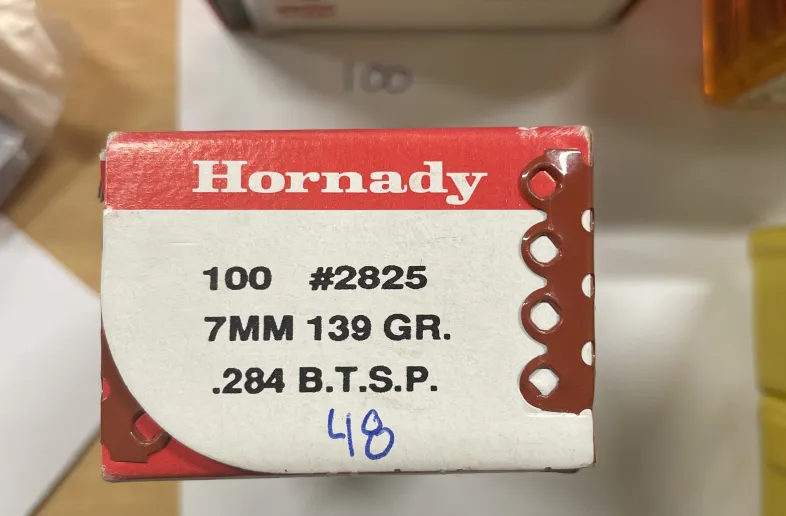 100
Hornady
100 #2825
7MM 139 GR.
.284 B.T.S.P.
48